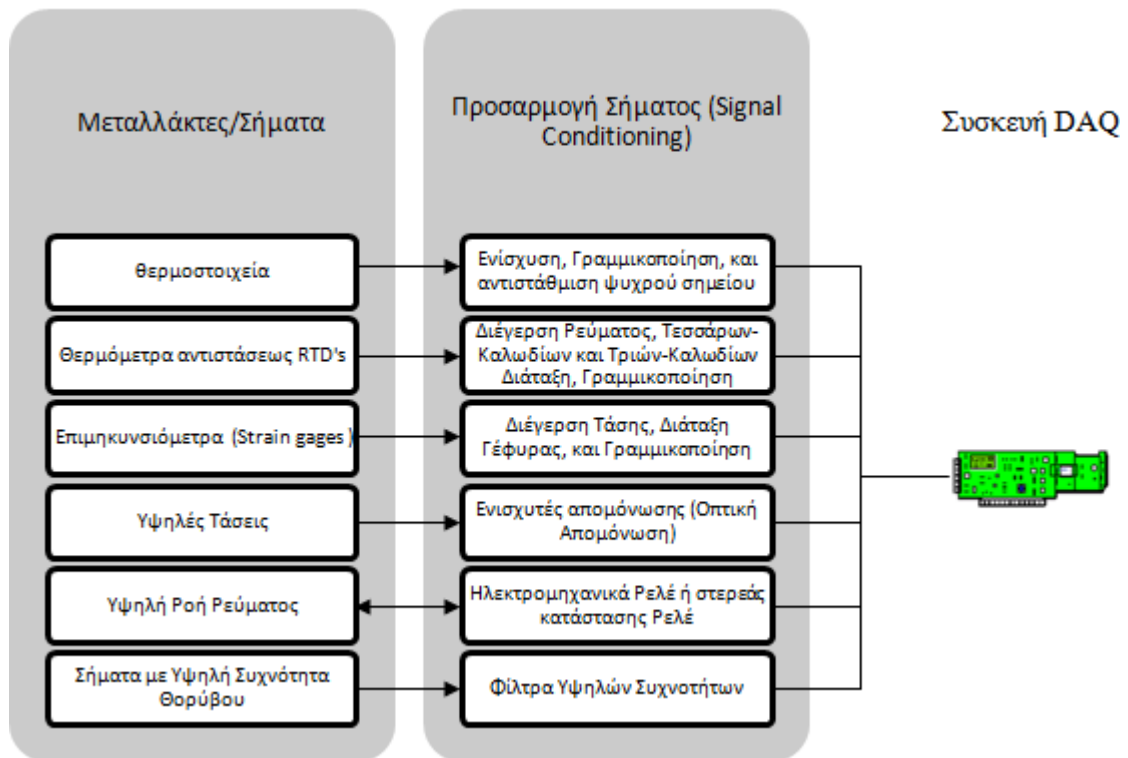 Μεταλλάκτες/Σήματα
Προσαρμογή Σήματος (Signal
Conditioning)
Συσκευή DAQ
θερμοστοιχεία
Ενίσχυση, Γραμμικοποίηση, και
αντιστάθμιση ψυχρού σημείου
Θερμόμετρα αντιστάσεως RTD's
Διέγερση Ρεύματος, Τεσσάρων-
Καλωδίων και Τριών-Καλωδίων
Διάταξη, Γραμμικοποίηση
Επιμηκυνσιόμετρα (Strain gages )
Διέγερση Τάσης, Διάταξη
Γέφυρας, και Γραμμικοποίηση
Υψηλές Τάσεις
Ενισχυτές απομόνωσης (Οπτική
Απομόνωση)
Υψηλή Ροή Ρεύματος
Ηλεκτρομηχανικά Ρελέ ή στερεάς
κατάστασης Ρελέ
Σήματα με Υψηλή Συχνότητα
Θορύβου
Φίλτρα Υψηλών Συχνοτήτων